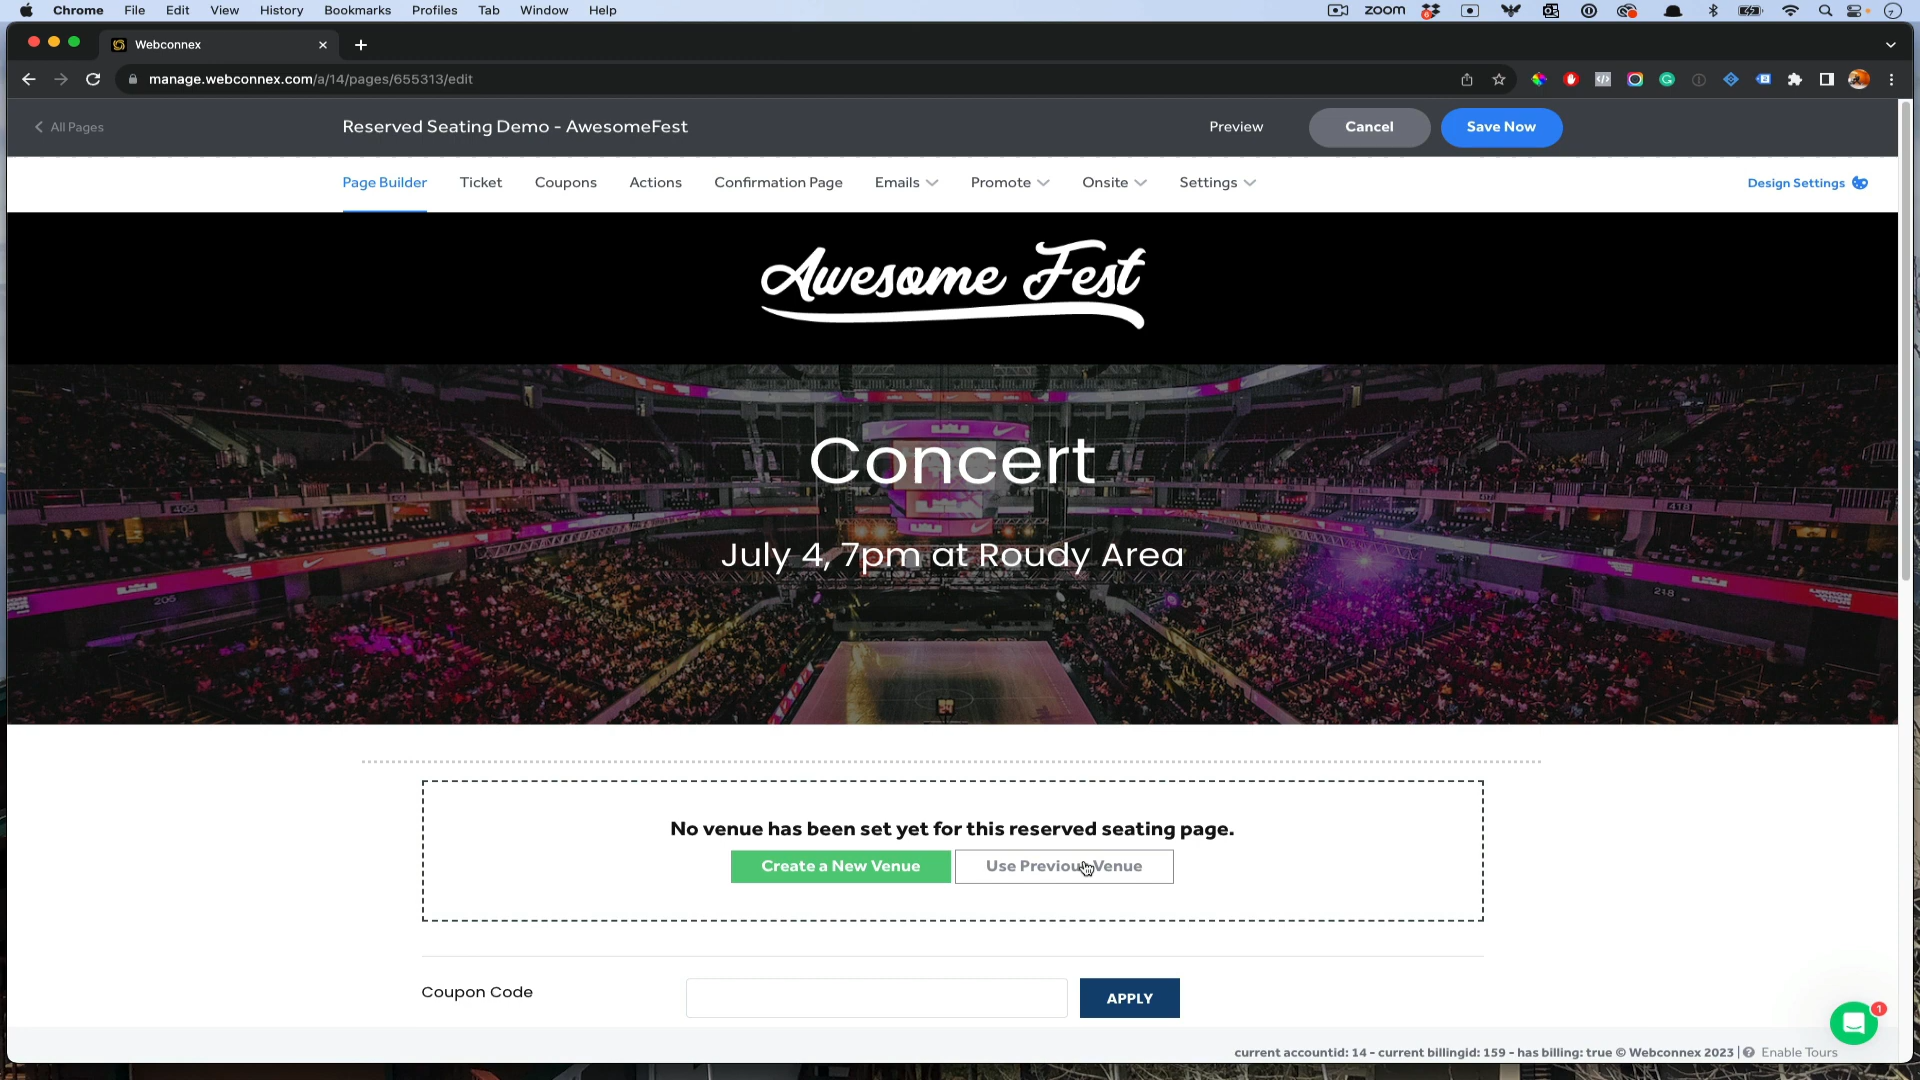 Chrome File Edit View History Bookmarks Profiles Tab Window Help
zoom
Webconnex
manage.webconnex.com/a/14/pages/655313/edit
All Pages
Reserved Seating Demo - AwesomeFest
Preview
Cancel
Save Now
Page Builder Ticket Coupons Actions Confirmation Page Emails Promote Onsite Settings
Design Settings
Awesome Fest
Concert
July 4, 7pm at Roudy Area
No venue has been set yet for this reserved seating page.
Create a New Venue
Use Previous Venue
Coupon Code
APPLY
1
current accountid: 14 - current billingid: 159 - has billing: true © Webconnex 2023 | Enable Tours